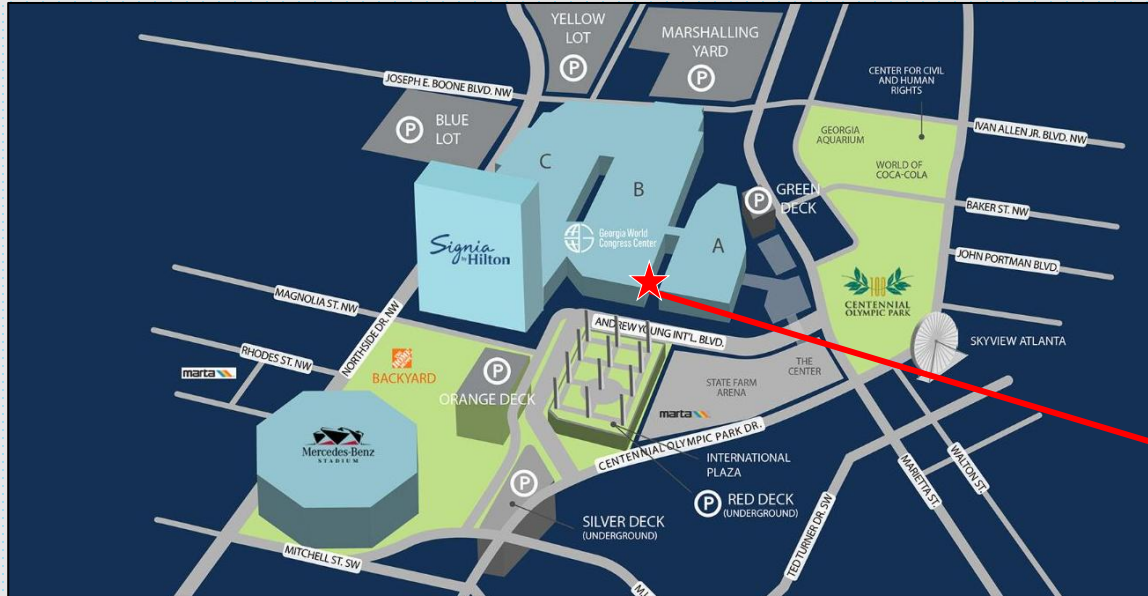 YELLOW
LOT
P
MARSHALLING
YARD
P
CENTER FOR CIVIL
AND HUMAN
RIGHTS
JOSEPH E. BOONE BLVD. NW
P
BLUE
LOT
GEORGIA
AQUARIUM
IVAN ALLEN JR. BLVD. NW
WORLD OF
COCA-COLA
C
B
A
P
GREEN
DECK
BAKER ST. NW
Signia
by Hilton
Georgia World
Congress Center
JOHN PORTMAN BLVD.
100
CENTENNIAL
OLYMPIC PARK
MAGNOLIA ST. NW
NORTHSIDE DR. NW
ANDREW YOUNG INT'L. BLVD.
SKYVIEW ATLANTA
RHODES ST. NW
marta
BACKYARD
P
ORANGE DECK
THE
CENTER
STATE FARM
ARENA
marta
Mercedes-Benz
STADIUM
CENTENNIAL OLYMPIC PARK DR.
INTERNATIONAL
PLAZA
WALTON ST.
MARIETTA ST.
P
P
RED DECK
(UNDERGROUND)
SILVER DECK
(UNDERGROUND)
TED TURNER DR. SW
MITCHELL ST. SW